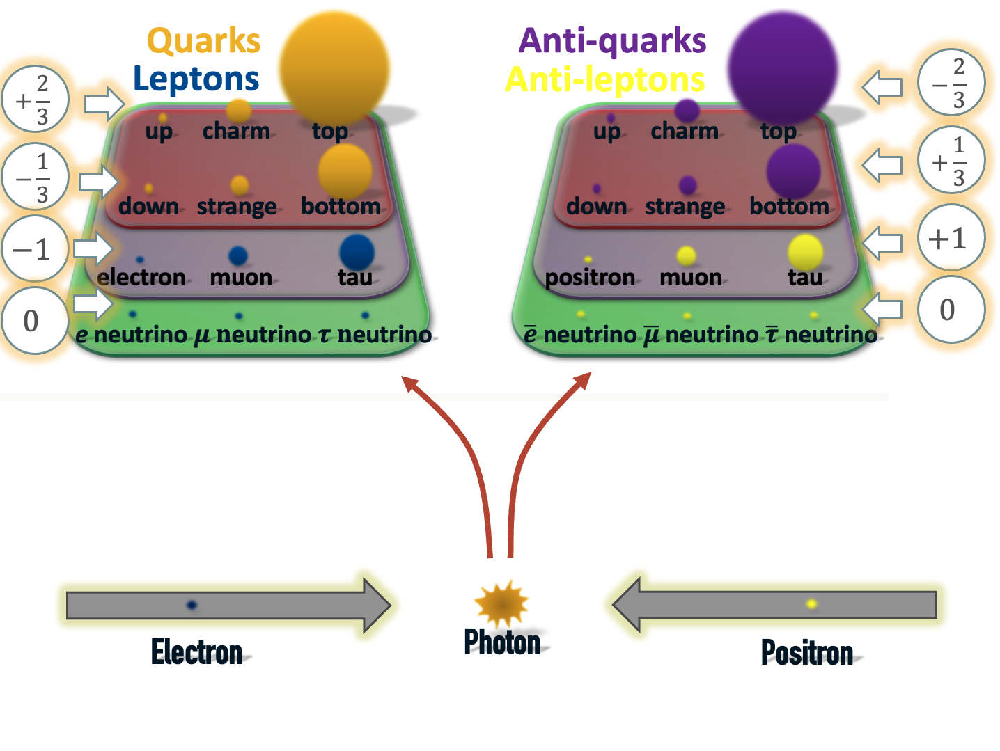 Quarks
Leptons
+2/3
-1/3
−1
0
up charm top
down strange bottom
electron muon tau
e neutrino μ neutrino τ neutrino
Anti-quarks
Anti-leptons
up charm top
down strange bottom
positron muon tau
e̅ neutrino μ̅ neutrino τ̅ neutrino
−2/3
+1/3
+1
0
Electron
Photon
Positron